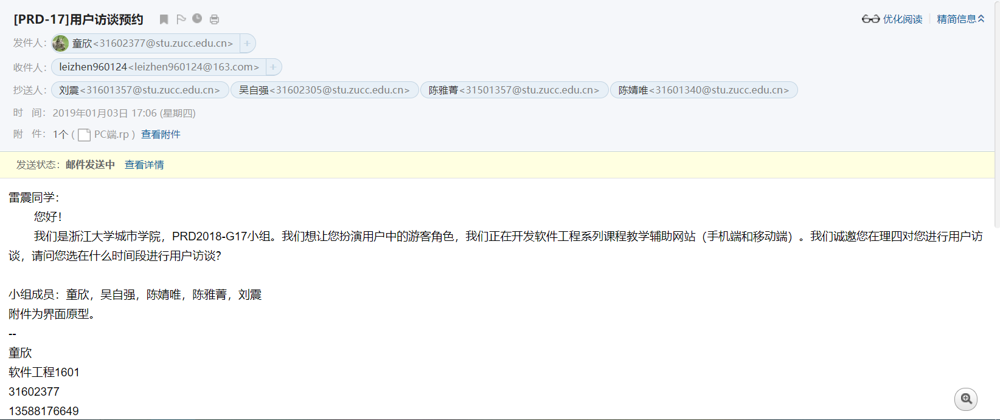 [PRD-17]用户访谈预约
优化阅读 精简信息
发件人： 童欣<31602377@stu.zucc.edu.cn> +
收件人： leizhen960124<leizhen960124@163.com> +
抄送人： 刘震<31601357@stu.zucc.edu.cn> 吴自强<31602305@stu.zucc.edu.cn> 陈雅菁<31501357@stu.zucc.edu.cn> 陈婧唯<31601340@stu.zucc.edu.cn>
时 间： 2019年01月03日 17:06 (星期四)
附 件： 1个 ( PC端.rp ) 查看附件
发送状态： 邮件发送中 查看详情
雷震同学：
您好！
我们是浙江大学城市学院，PRD2018-G17小组。我们想让您扮演用户中的游客角色，我们正在开发软件工程系列课程教学辅助网站（手机端和移动端）。我们诚邀您在理四对您进行用户访
谈，请问您选在什么时间段进行用户访谈？
小组成员：童欣，吴自强，陈婧唯，陈雅菁，刘震
附件为界面原型。
--
童欣
软件工程1601
31602377
13588176649